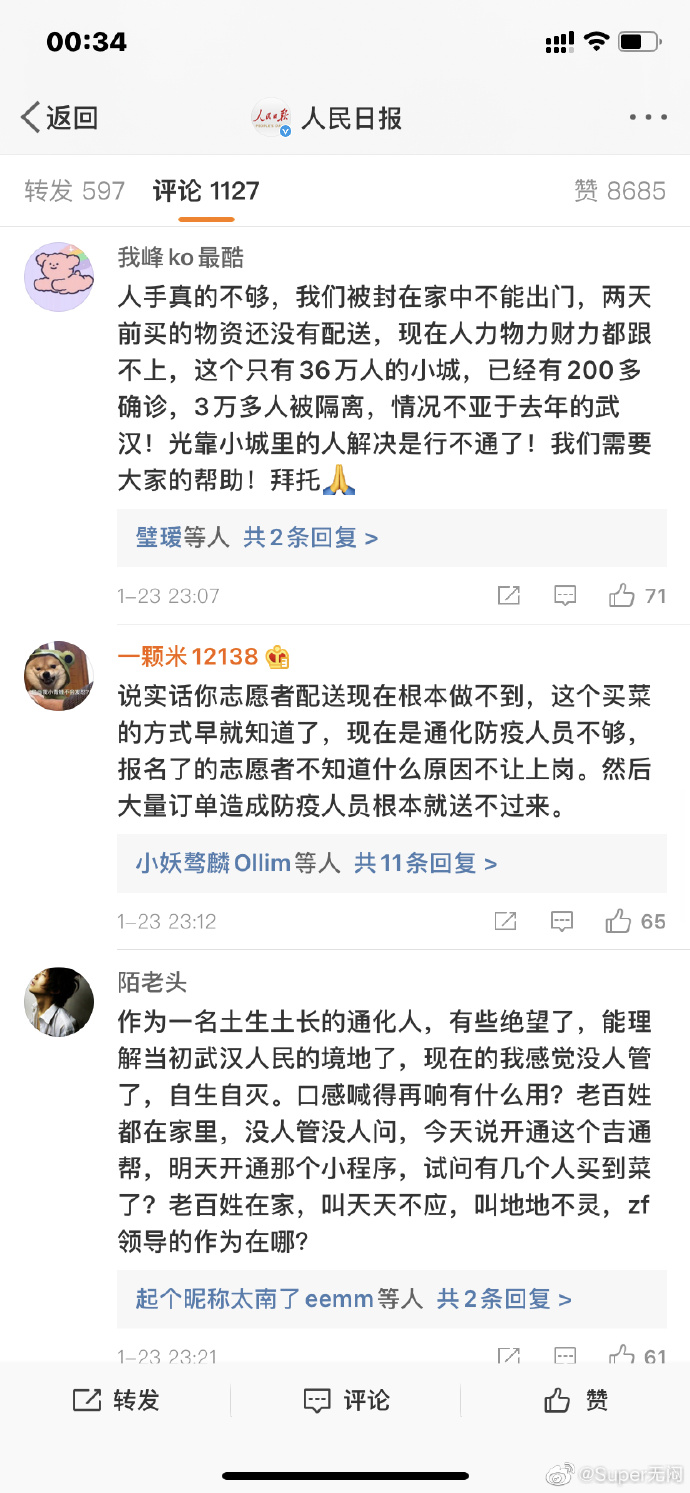 00:34
返回
人民日报
人民日报
转发 597
评论 1127
赞 8685
我峰ko最酷
人手真的不够，我们被封在家中不能出门，两天
前买的物资还没有配送，现在人力物力财力都跟
不上，这个只有36万人的小城，已经有200多
确诊，3万多人被隔离，情况不亚于去年的武
汉！光靠小城里的人解决是行不通了！我们需要
大家的帮助！拜托🙏
璧瑷等人 共2条回复 >
1-23 23:07
71
一颗米12138
说实话你志愿者配送现在根本做不到，这个买菜
的方式早就知道了，现在是通化防疫人员不够，
报名了的志愿者不知道什么原因不让上岗。然后
大量订单造成防疫人员根本就送不过来。
小妖骜麟Ollim等人 共11条回复 >
1-23 23:12
65
陌老头
作为一名土生土长的通化人，有些绝望了，能理
解当初武汉人民的境地了，现在的我感觉没人管
了，自生自灭。口感喊得再响有什么用？老百姓
都在家里，没人管没人问，今天说开通这个吉通
帮，明天开通那个小程序，试问有几个人买到菜
了？老百姓在家，叫天天不应，叫地地不灵，zf
领导的作为在哪?
起个昵称太南了eemm等人 共2条回复 >
1-23 23:21
61
转发
评论
赞
@Super无闷